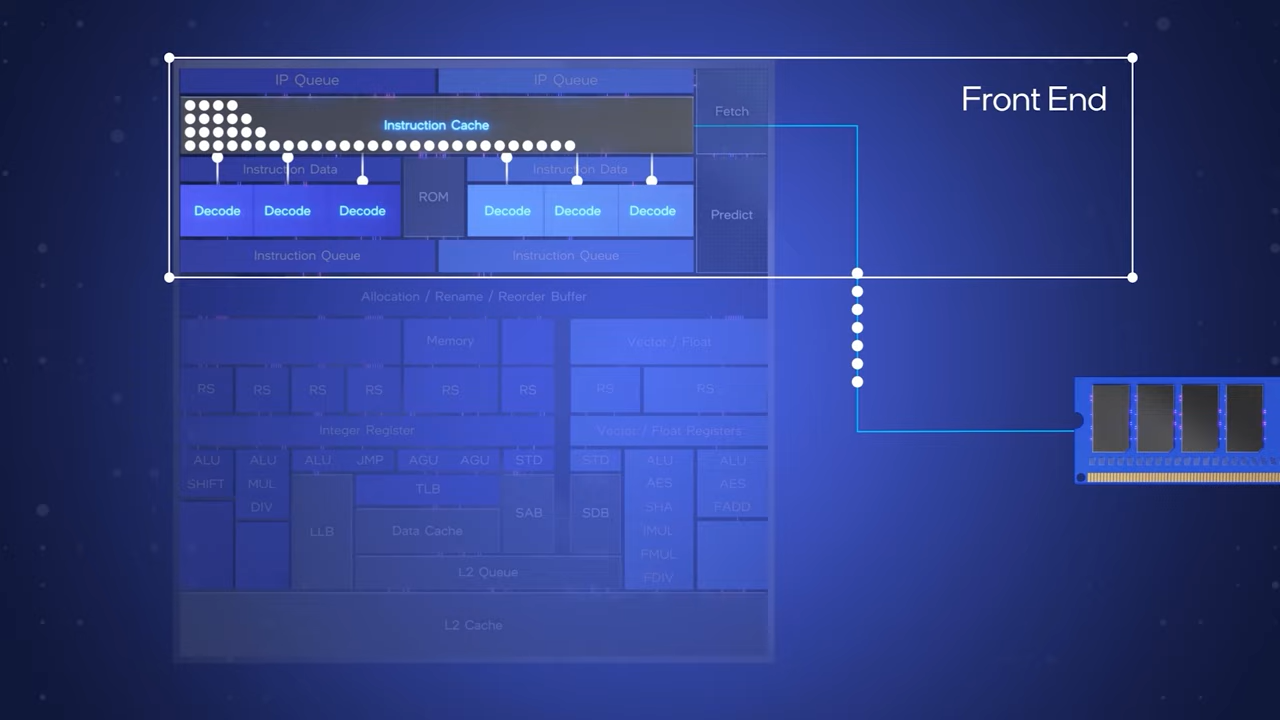 Front End
IP Queue IP Queue
Fetch
Instruction Cache
Instruction Data Instruction Data
ROM
Decode Decode Decode Decode Decode Decode
Predict
Instruction Queue Instruction Queue
Allocation / Rename / Reorder Buffer
Memory Vector / Float
RS RS RS RS RS RS RS RS
Integer Register Vector / Float Registers
ALU ALU ALU JMP AGU AGU STD STD ALU ALU
SHIFT MUL TLB AES AES
DIV SAB SDB SHA FADD
LLB Data Cache IMUL
FMUL
L2 Queue FDIV
L2 Cache